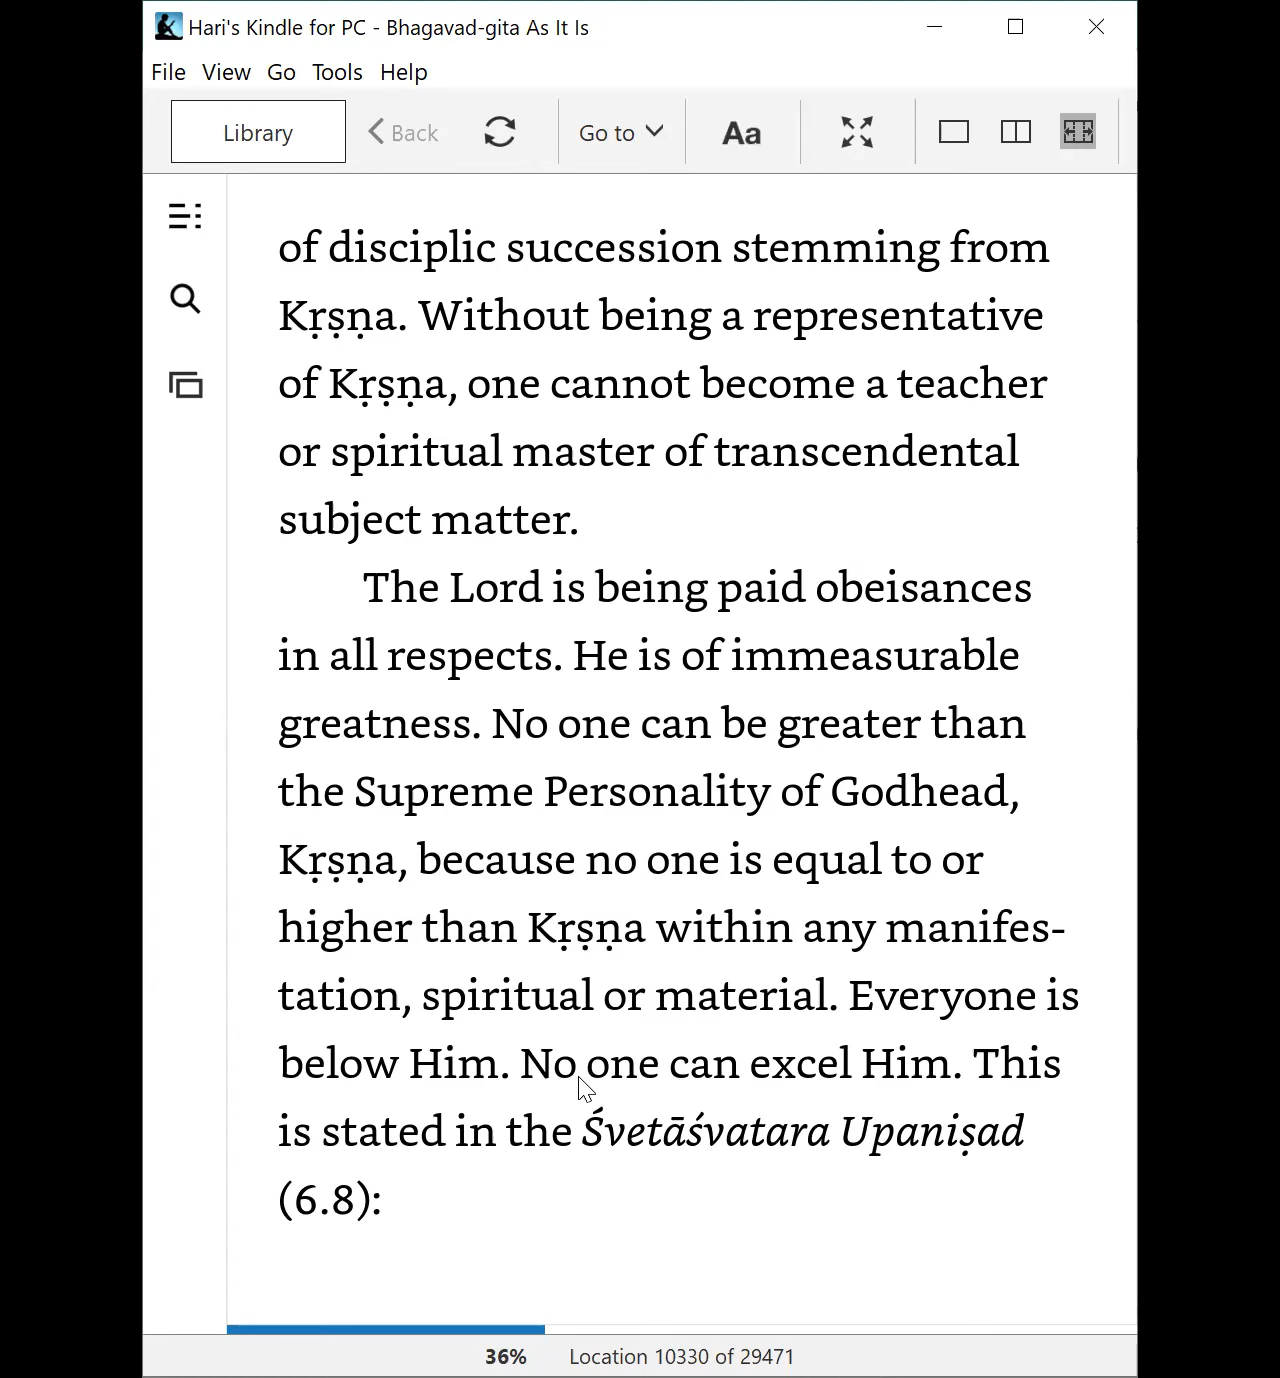 Hari's Kindle for PC - Bhagavad-gita As It Is
File View Go Tools Help
Library Back Go to Aa
of disciplic succession stemming from
Kṛṣṇa. Without being a representative
of Kṛṣṇa, one cannot become a teacher
or spiritual master of transcendental
subject matter.
The Lord is being paid obeisances
in all respects. He is of immeasurable
greatness. No one can be greater than
the Supreme Personality of Godhead,
Kṛṣṇa, because no one is equal to or
higher than Kṛṣṇa within any manifes-
tation, spiritual or material. Everyone is
below Him. No one can excel Him. This
is stated in the Śvetāśvatara Upaniṣad
(6.8):
36% Location 10330 of 29471